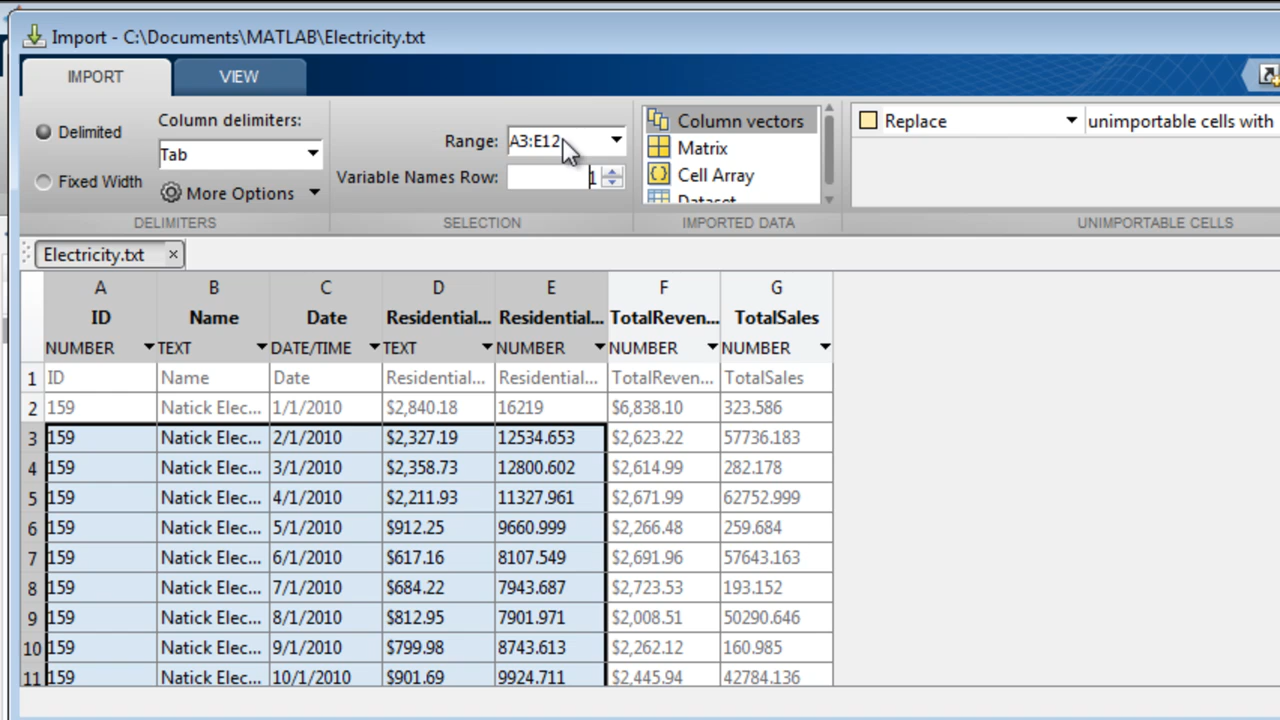 Import - C:\Documents\MATLAB\Electricity.txt
IMPORT VIEW
Delimited
Fixed Width
Column delimiters:
Tab
More Options
DELIMITERS
Range: A3:E12
Variable Names Row: 1
SELECTION
Column vectors
Matrix
Cell Array
Dataset
IMPORTED DATA
Replace unimportable cells with
UNIMPORTABLE CELLS
Electricity.txt ×
A B C D E F G
ID Name Date Residential... Residential... TotalReven... TotalSales
NUMBER TEXT DATE/TIME TEXT NUMBER NUMBER NUMBER
1 ID Name Date Residential... Residential... TotalReven... TotalSales
2 159 Natick Elec... 1/1/2010 $2,840.18 16219 $6,838.10 323.586
3 159 Natick Elec... 2/1/2010 $2,327.19 12534.653 $2,623.22 57736.183
4 159 Natick Elec... 3/1/2010 $2,358.73 12800.602 $2,614.99 282.178
5 159 Natick Elec... 4/1/2010 $2,211.93 11327.961 $2,671.99 62752.999
6 159 Natick Elec... 5/1/2010 $912.25 9660.999 $2,266.48 259.684
7 159 Natick Elec... 6/1/2010 $617.16 8107.549 $2,691.96 57643.163
8 159 Natick Elec... 7/1/2010 $684.22 7943.687 $2,723.53 193.152
9 159 Natick Elec... 8/1/2010 $812.95 7901.971 $2,008.51 50290.646
10 159 Natick Elec... 9/1/2010 $799.98 8743.613 $2,262.12 160.985
11 159 Natick Elec... 10/1/2010 $901.69 9924.711 $2,445.94 42784.136